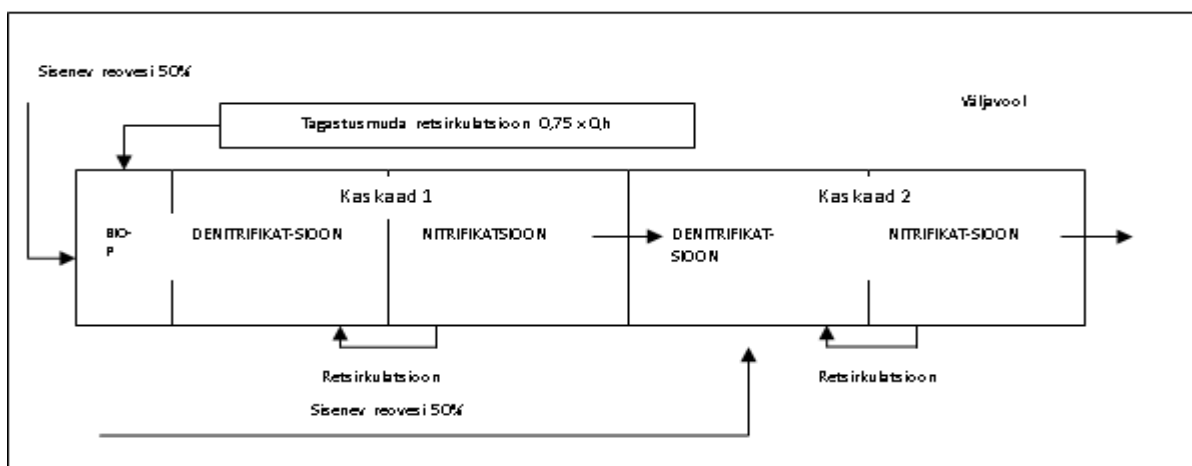 Sisenev reovesi 50%
Väljavool
Tagastusmuda retsirkulatsioon 0,75 x Q,h
Kaskaad 1
Kaskaad 2
BIO-
P
DENITRIFIKAT-SIOON
NITRIFIKATSIOON
DENITRIFIKAT-
SIOON
NITRIFIKAT-SIOON
Retsirkulatsioon
Retsirkulatsioon
Sisenev reovesi 50%